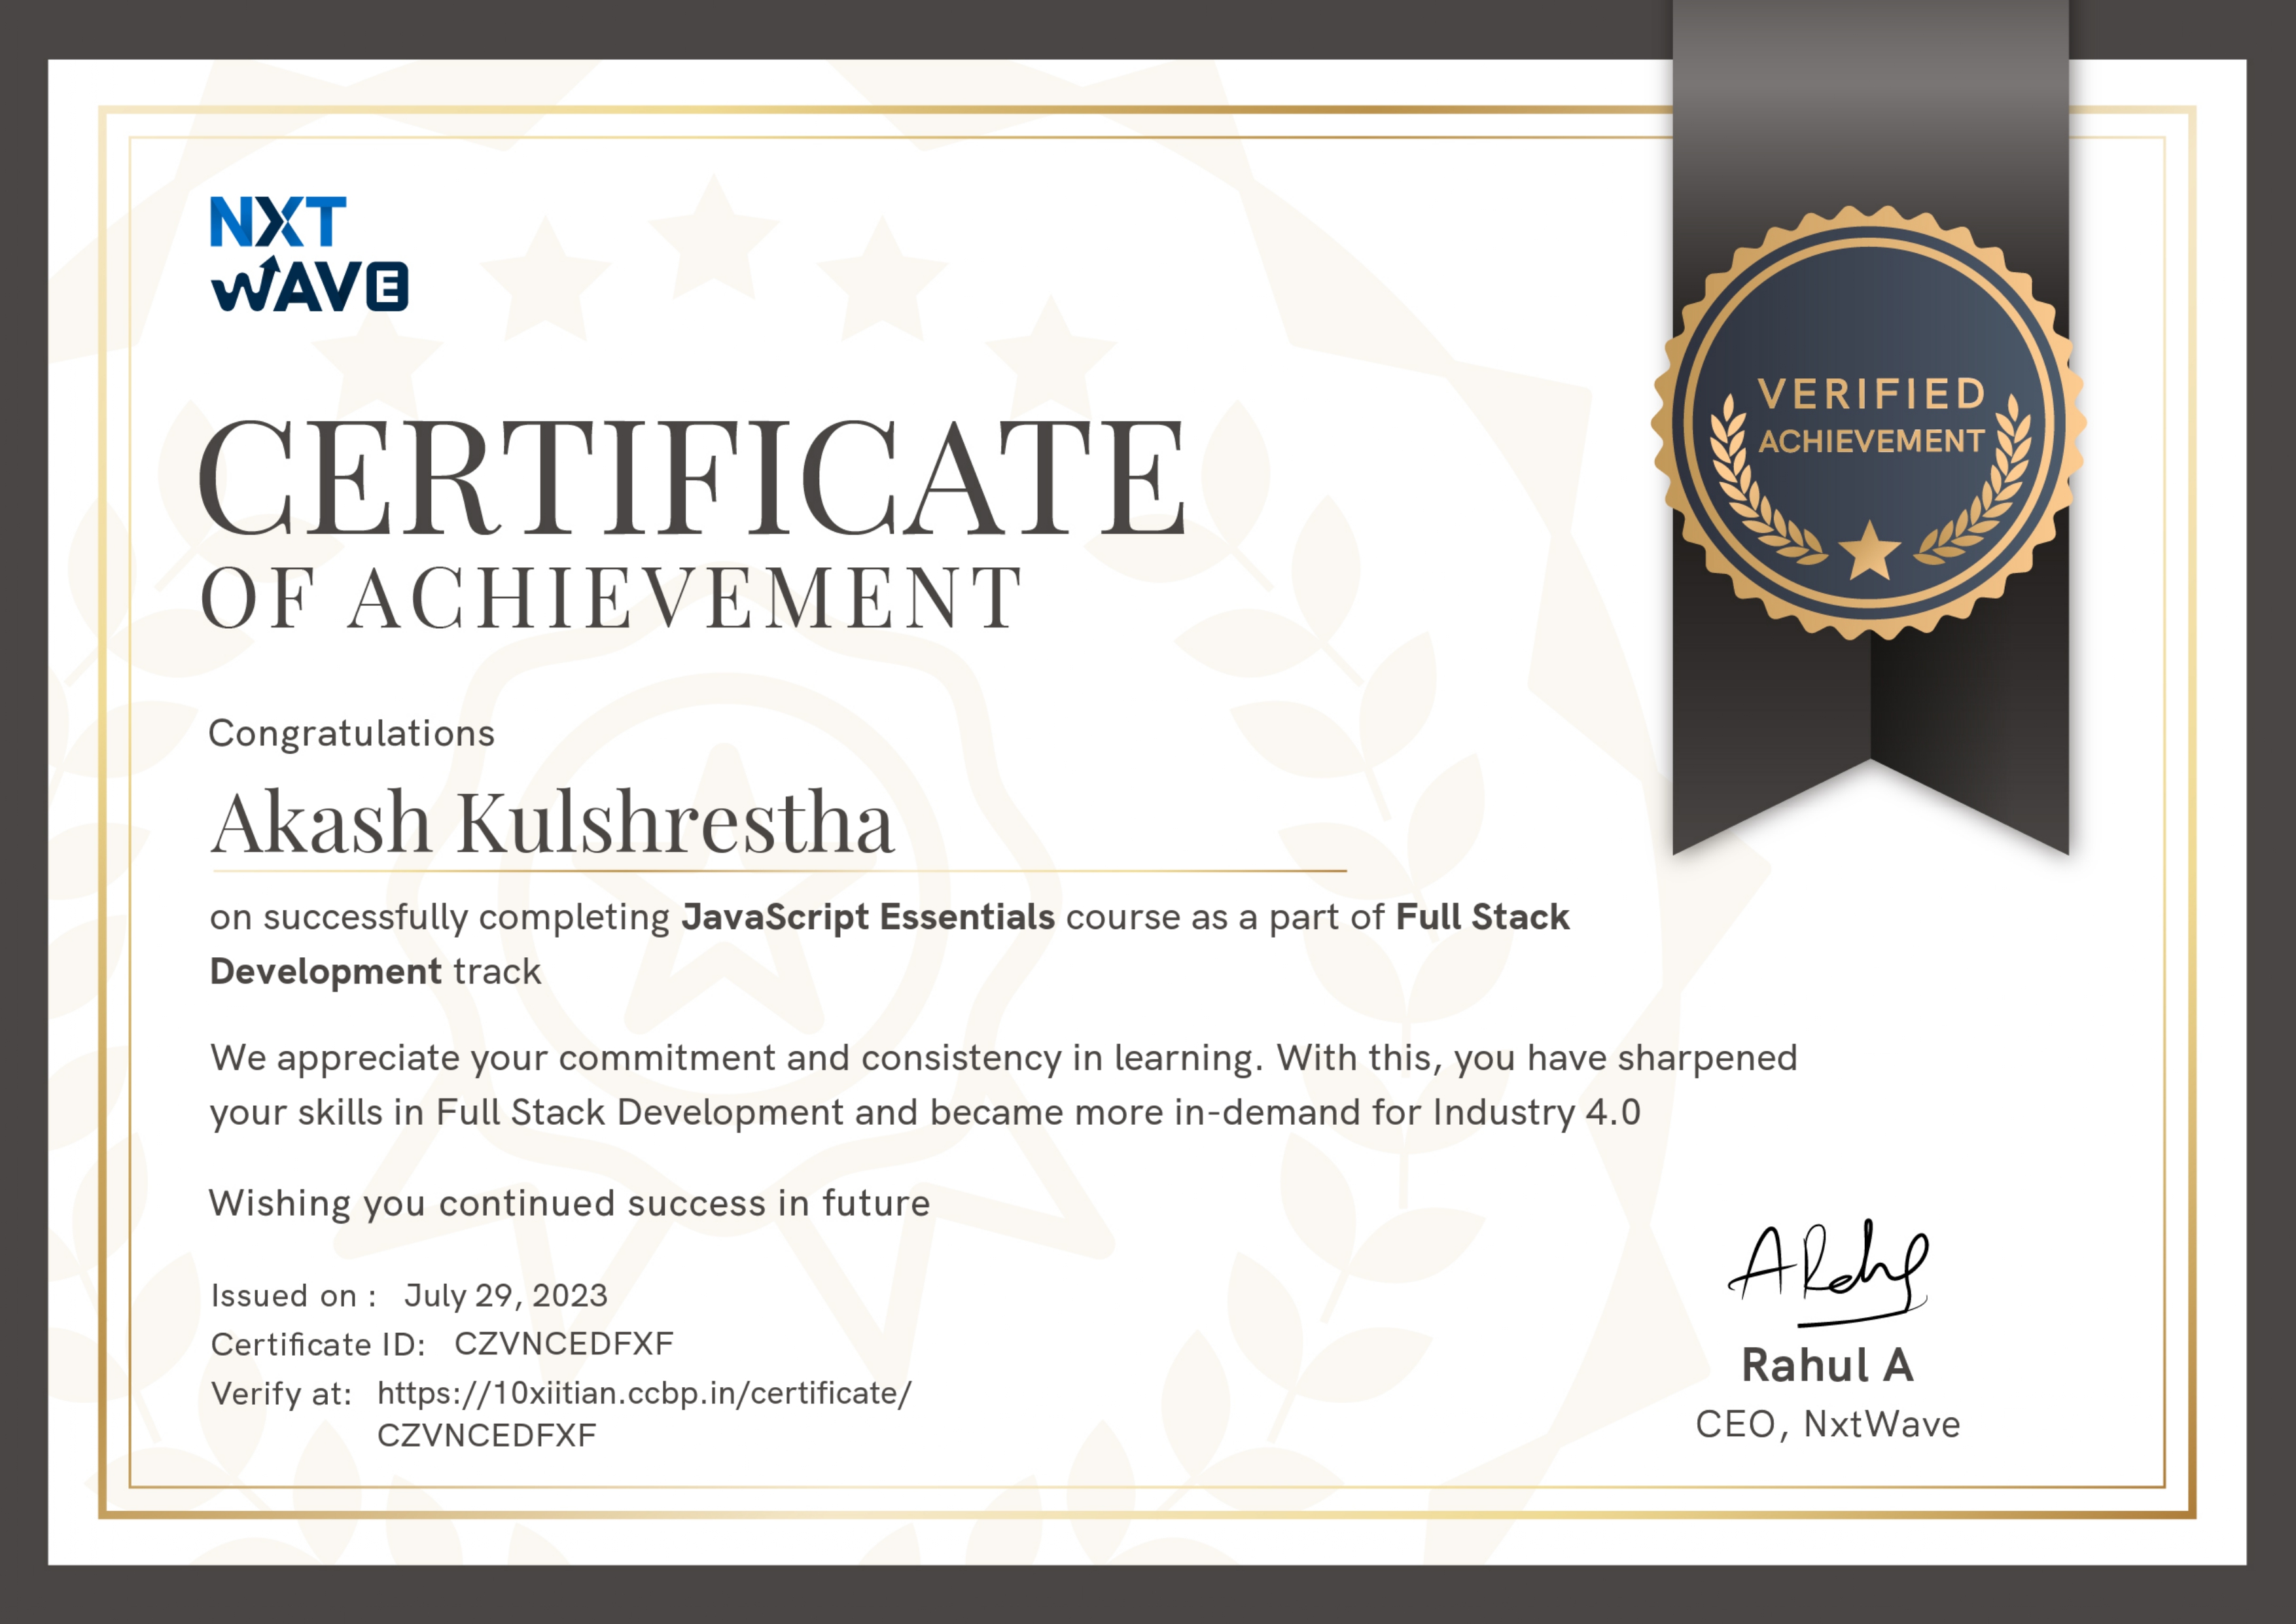 NXT
WAVE
VERIFIED
ACHIEVEMENT
CERTIFICATE
OF ACHIEVEMENT
Congratulations
Akash Kulshrestha
on successfully completing JavaScript Essentials course as a part of Full Stack
Development track
We appreciate your commitment and consistency in learning. With this, you have sharpened
your skills in Full Stack Development and became more in-demand for Industry 4.0
Wishing you continued success in future
Issued on : July 29, 2023
Certificate ID: CZVNCEDFXF
Verify at: https://10xiitian.ccbp.in/certificate/
CZVNCEDFXF
ARahul
Rahul A
CEO, NxtWave